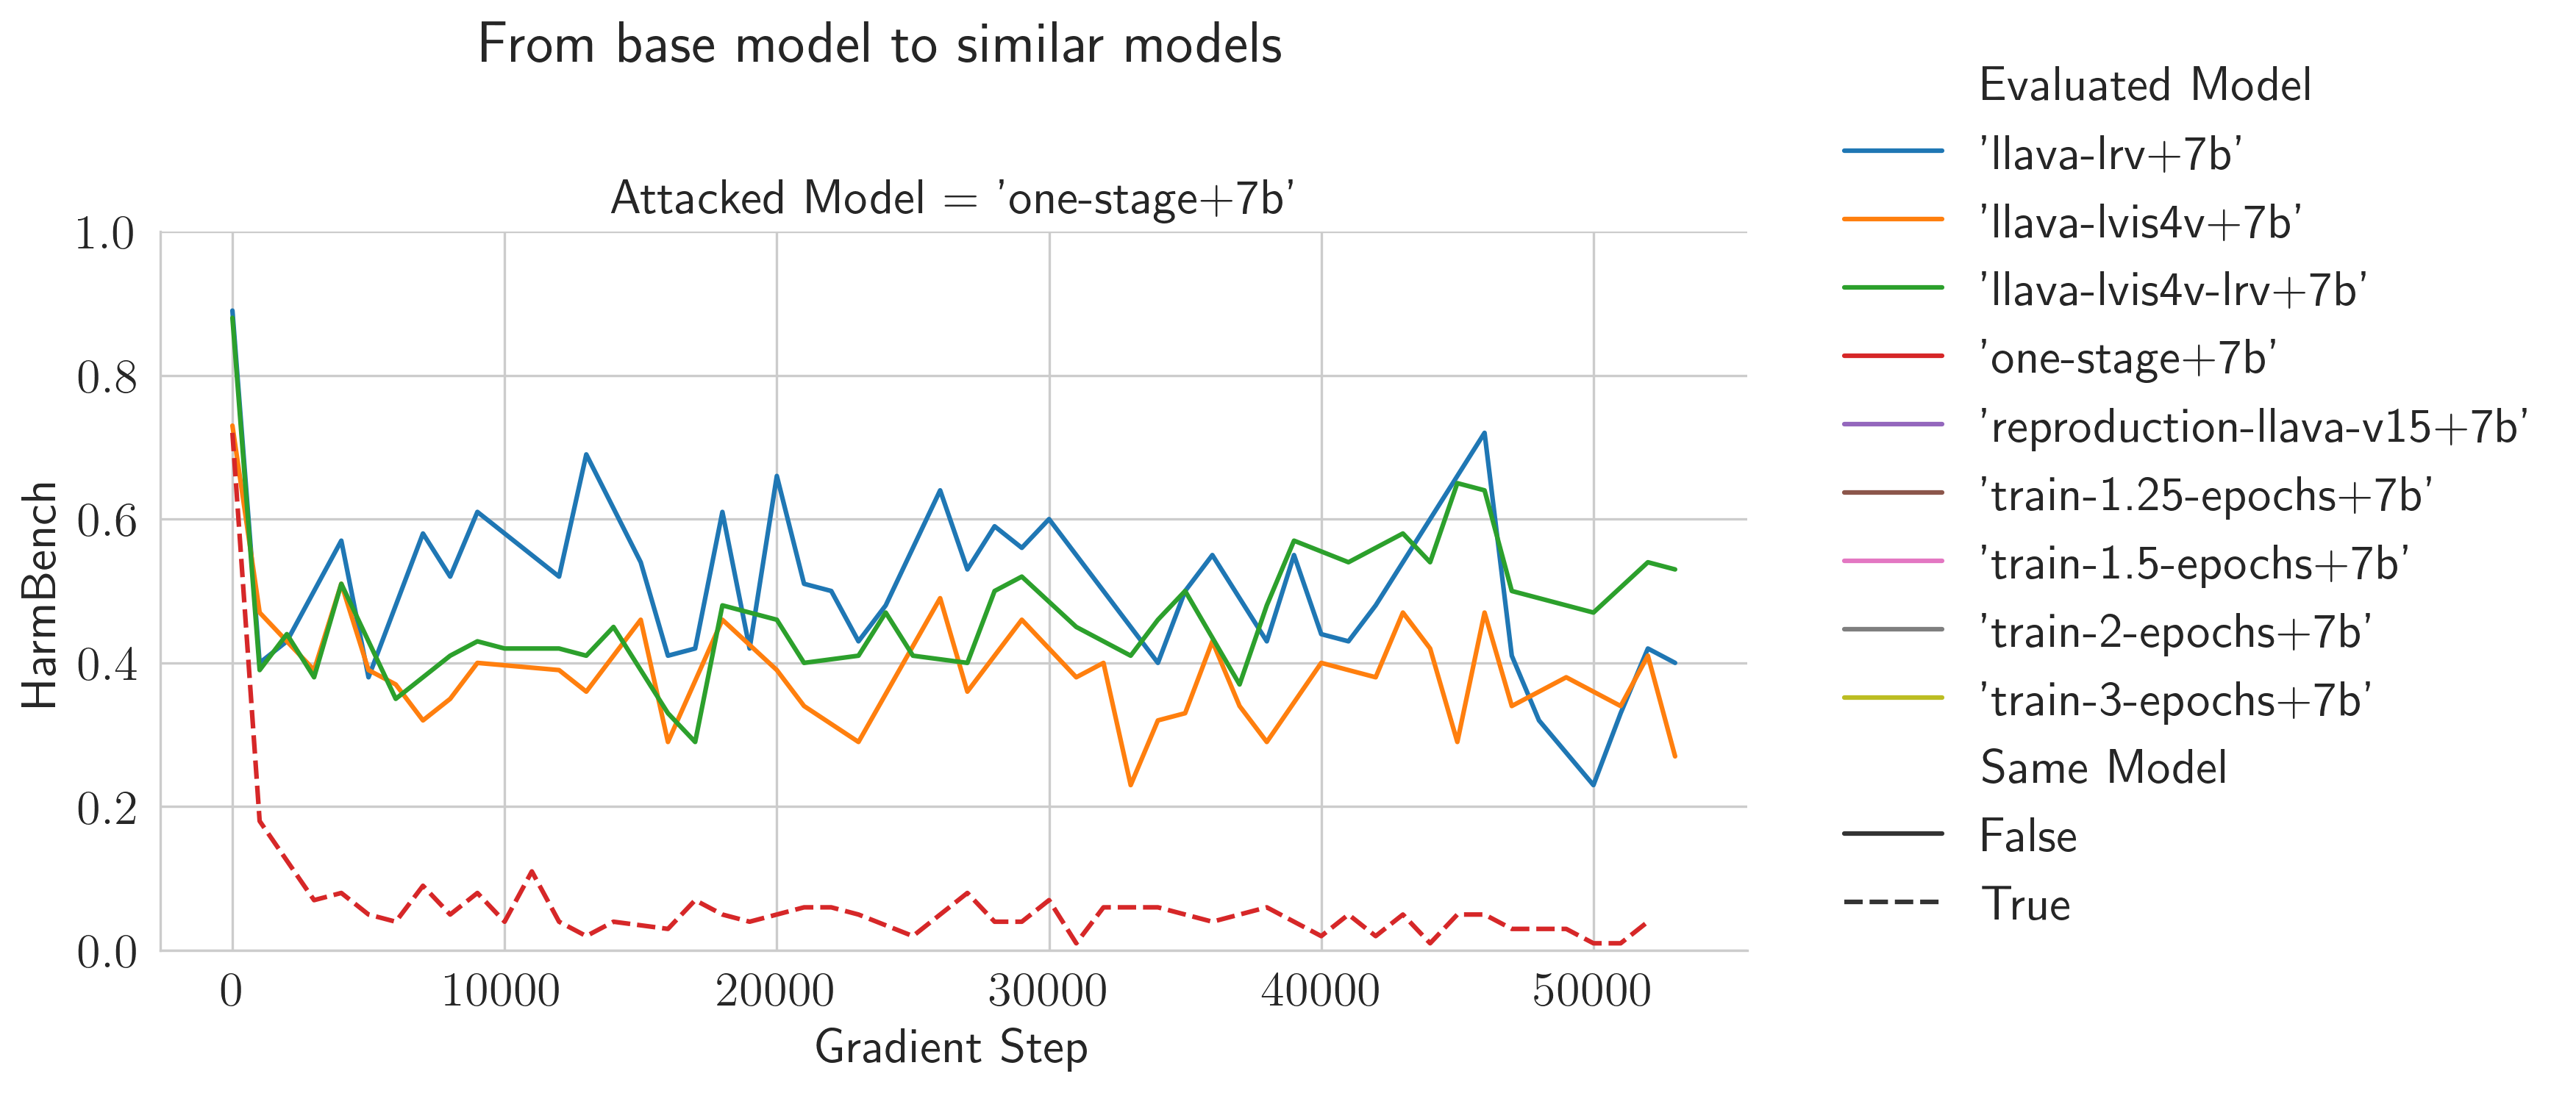 From base model to similar models
Attacked Model = 'one-stage+7b'
1.0
0.8
0.6
0.4
0.2
0.0
HarmBench
0 10000 20000 30000 40000 50000
Gradient Step
Evaluated Model
'llava-lrv+7b'
'llava-lvis4v+7b'
'llava-lvis4v-lrv+7b'
'one-stage+7b'
'reproduction-llava-v15+7b'
'train-1.25-epochs+7b'
'train-1.5-epochs+7b'
'train-2-epochs+7b'
'train-3-epochs+7b'
Same Model
False
True